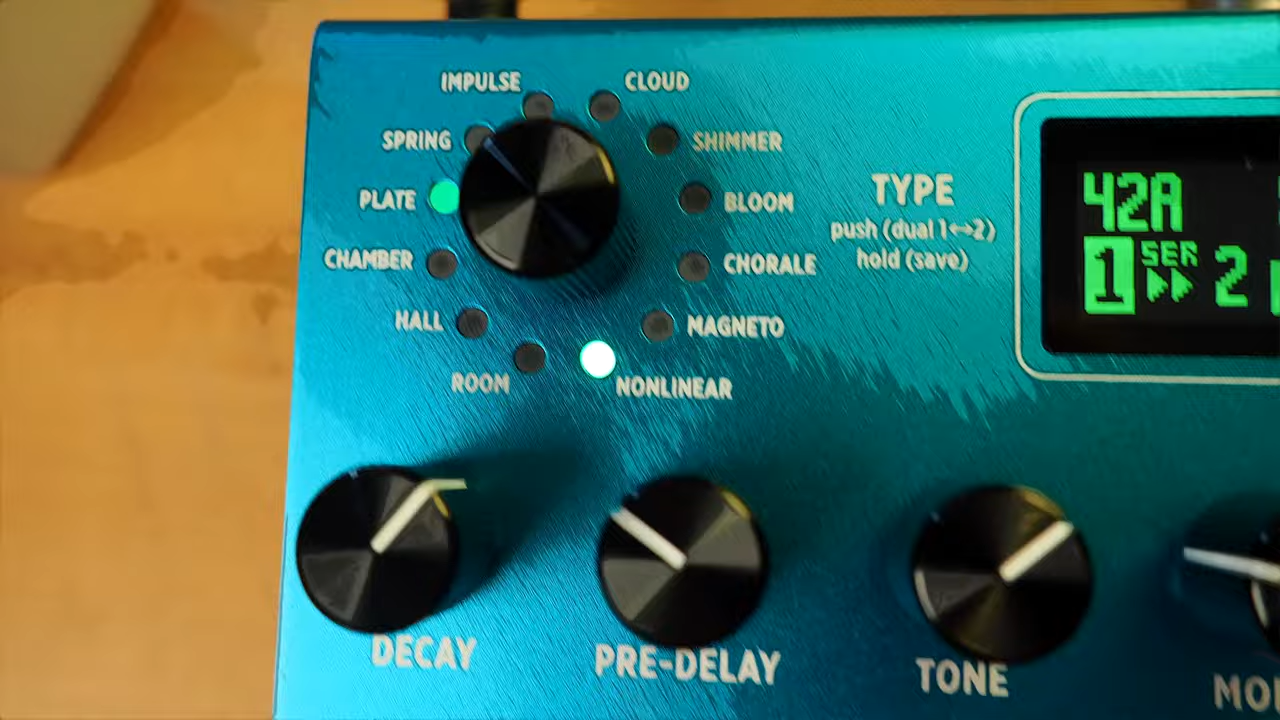 IMPULSE
CLOUD
SPRING
SHIMMER
PLATE
BLOOM
CHAMBER
CHORALE
HALL
MAGNETO
ROOM
NONLINEAR
TYPE
push (dual 1↔2)
hold (save)
42A
1 SER 2
DECAY
PRE-DELAY
TONE